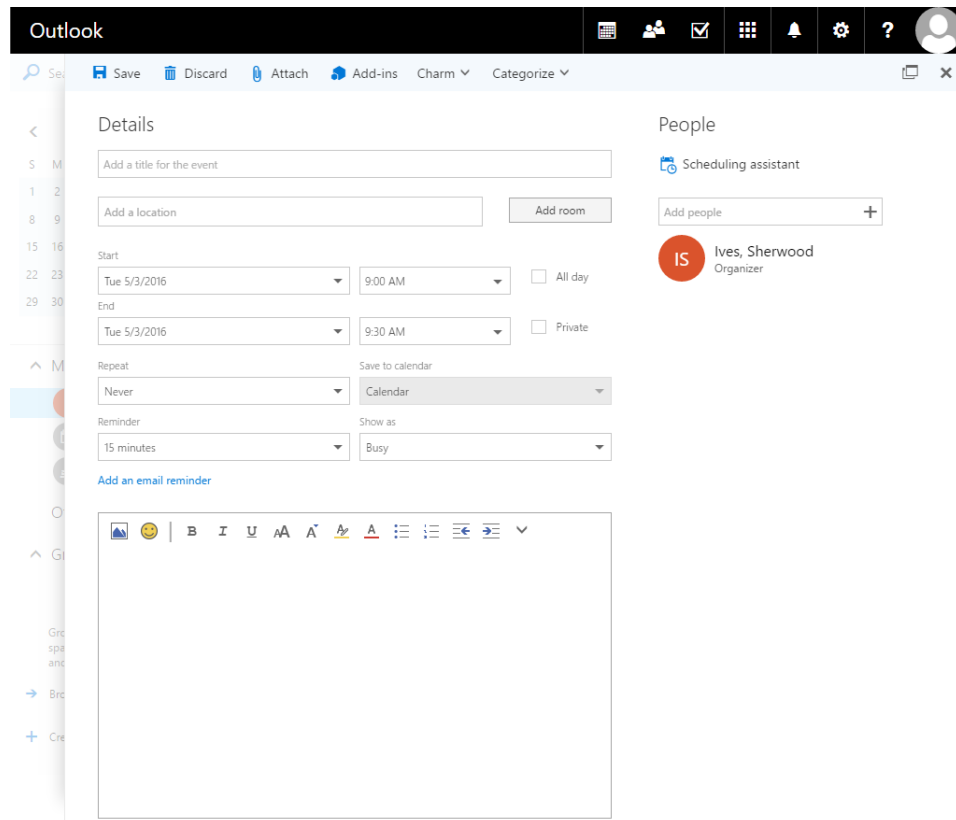 Outlook
?
Save Discard Attach Add-ins Charm Categorize
S M
1 2
8 9
15 16
22 23
29 30
Details
Add a title for the event
Add a location
Add room
Start
Tue 5/3/2016 9:00 AM All day
End
Tue 5/3/2016 9:30 AM Private
Repeat Save to calendar
Never Calendar
Reminder Show as
15 minutes Busy
Add an email reminder
B I U AA A A
People
Scheduling assistant
Add people
IS Ives, Sherwood
Organizer